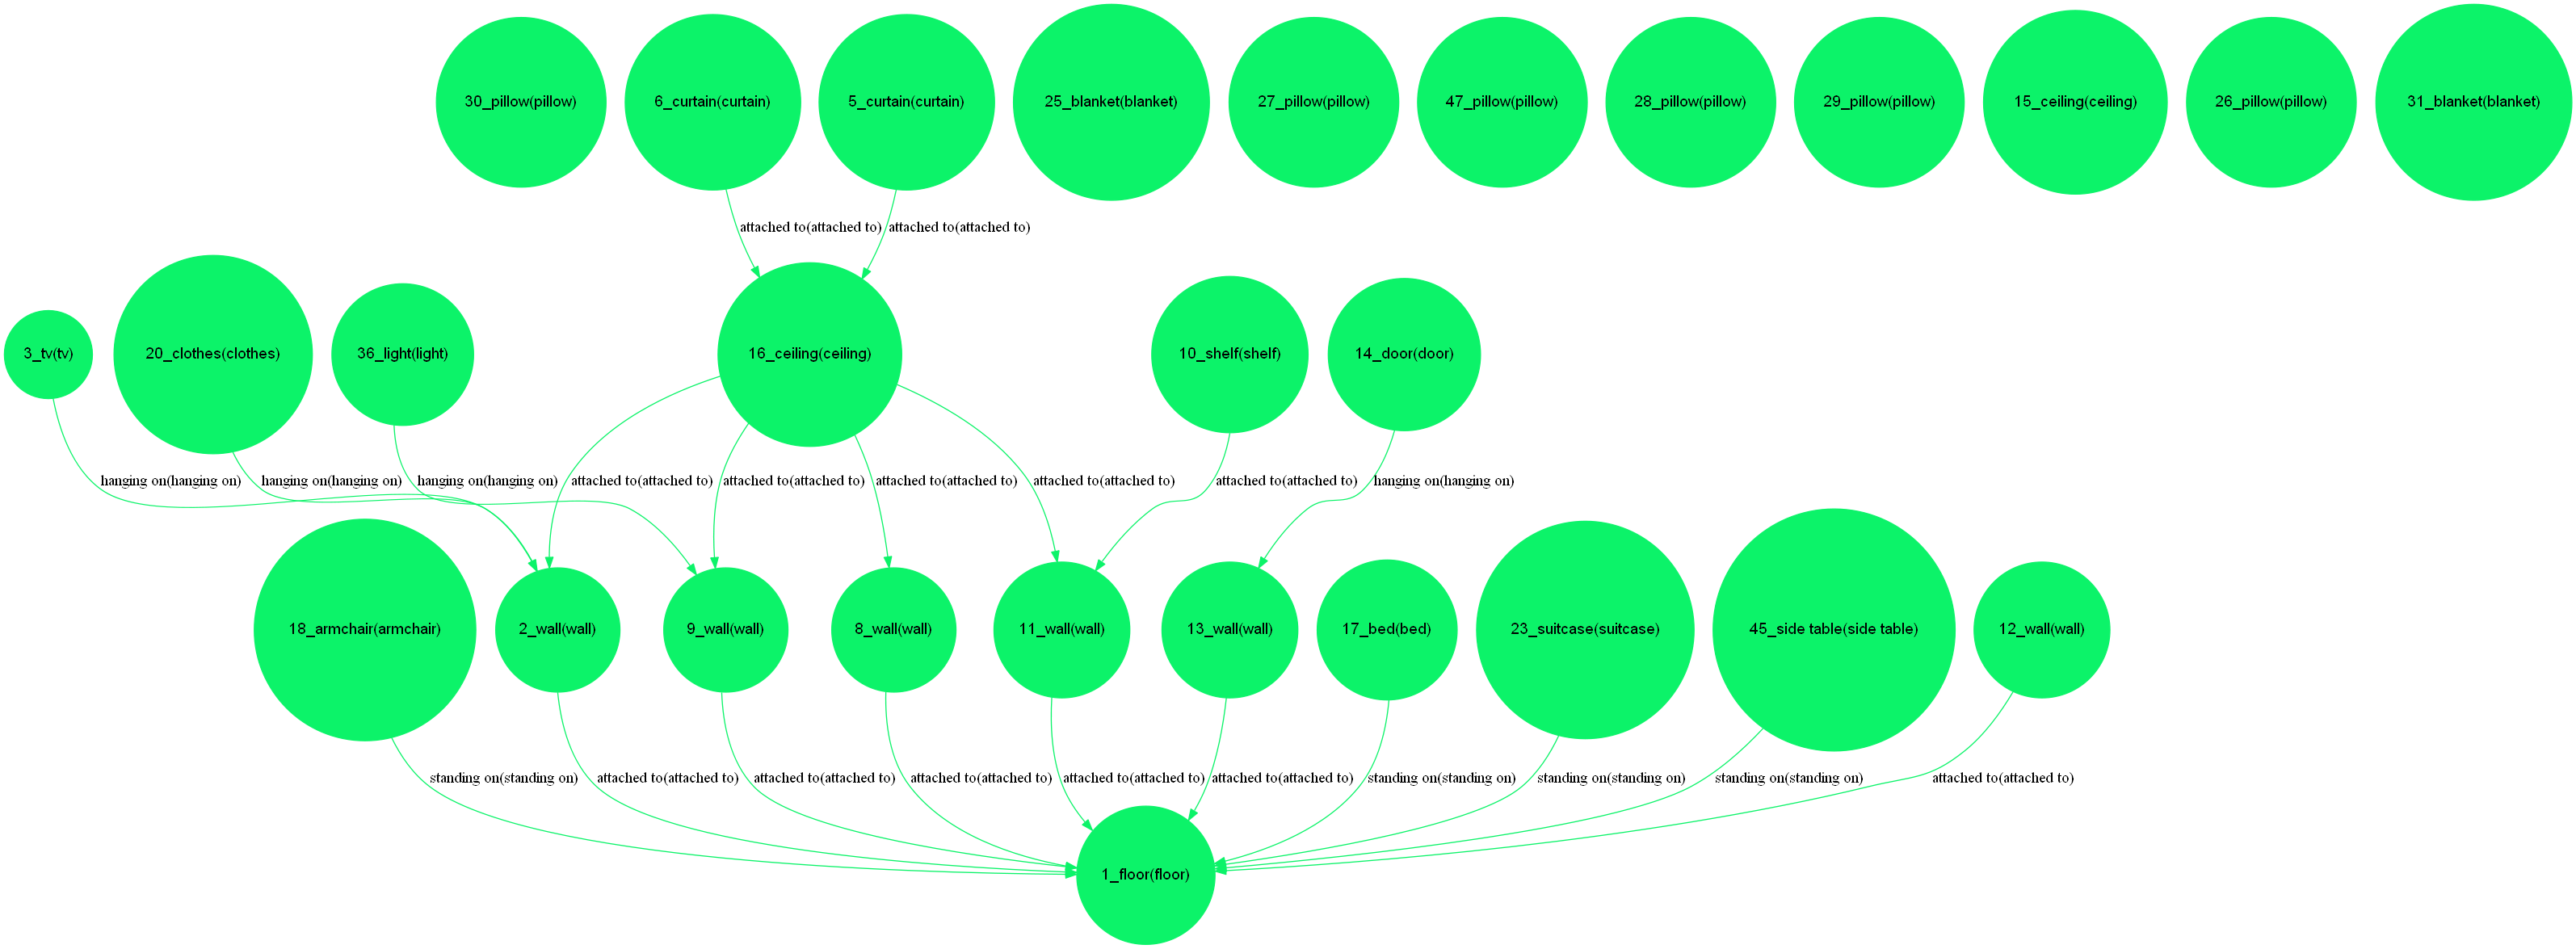 30_pillow(pillow)
6_curtain(curtain)
5_curtain(curtain)
25_blanket(blanket)
27_pillow(pillow)
47_pillow(pillow)
28_pillow(pillow)
29_pillow(pillow)
15_ceiling(ceiling)
26_pillow(pillow)
31_blanket(blanket)
attached to(attached to)
attached to(attached to)
3_tv(tv)
20_clothes(clothes)
36_light(light)
16_ceiling(ceiling)
10_shelf(shelf)
14_door(door)
hanging on(hanging on)
hanging on(hanging on)
hanging on(hanging on)
attached to(attached to)
attached to(attached to)
attached to(attached to)
attached to(attached to)
attached to(attached to)
hanging on(hanging on)
18_armchair(armchair)
2_wall(wall)
9_wall(wall)
8_wall(wall)
11_wall(wall)
13_wall(wall)
17_bed(bed)
23_suitcase(suitcase)
45_side table(side table)
12_wall(wall)
standing on(standing on)
attached to(attached to)
attached to(attached to)
attached to(attached to)
attached to(attached to)
attached to(attached to)
standing on(standing on)
standing on(standing on)
standing on(standing on)
attached to(attached to)
1_floor(floor)